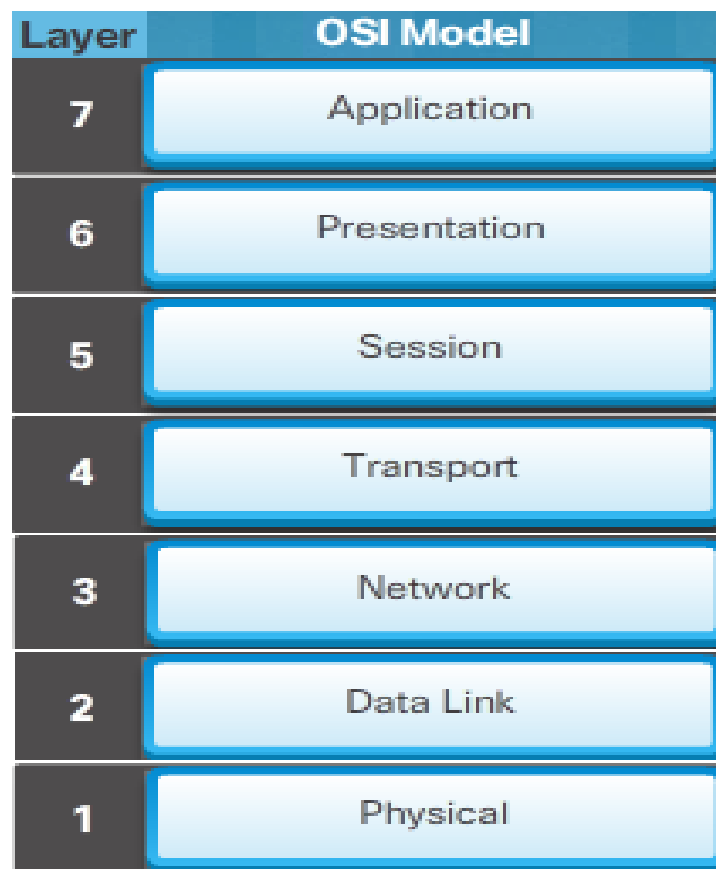 Layer OSI Model
7 Application
6 Presentation
5 Session
4 Transport
3 Network
2 Data Link
1 Physical